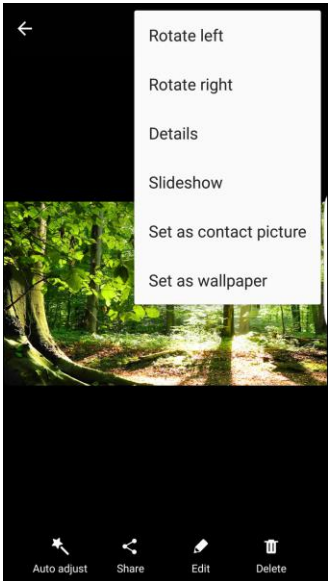 Rotate left
Rotate right
Details
Slideshow
Set as contact picture
Set as wallpaper
Auto adjust
Share
Edit
Delete